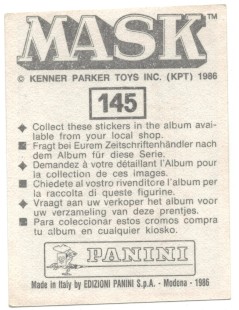 MASK™
© KENNER PARKER TOYS INC. (KPT) 1986
145
◆ Collect these stickers in the album avai-
lable from your local shop.
■ Fragt bei Eurem Zeitschriftenhändler nach
dem Album für diese Serie.
◆ Demandez à votre détaillant l'Album pour
la collection de ces images.
■ Chiedete al vostro rivenditore l'album per
la raccolta di queste figurine.
◆ Vraagt aan uw verkoper het album voor
uw verzameling van deze prentjes.
■ Para coleccionar estos cromos compra
tu album en cualquier kiosko.
PANINI
Made in Italy by EDIZIONI PANINI S.p.A. - Modena - 1986